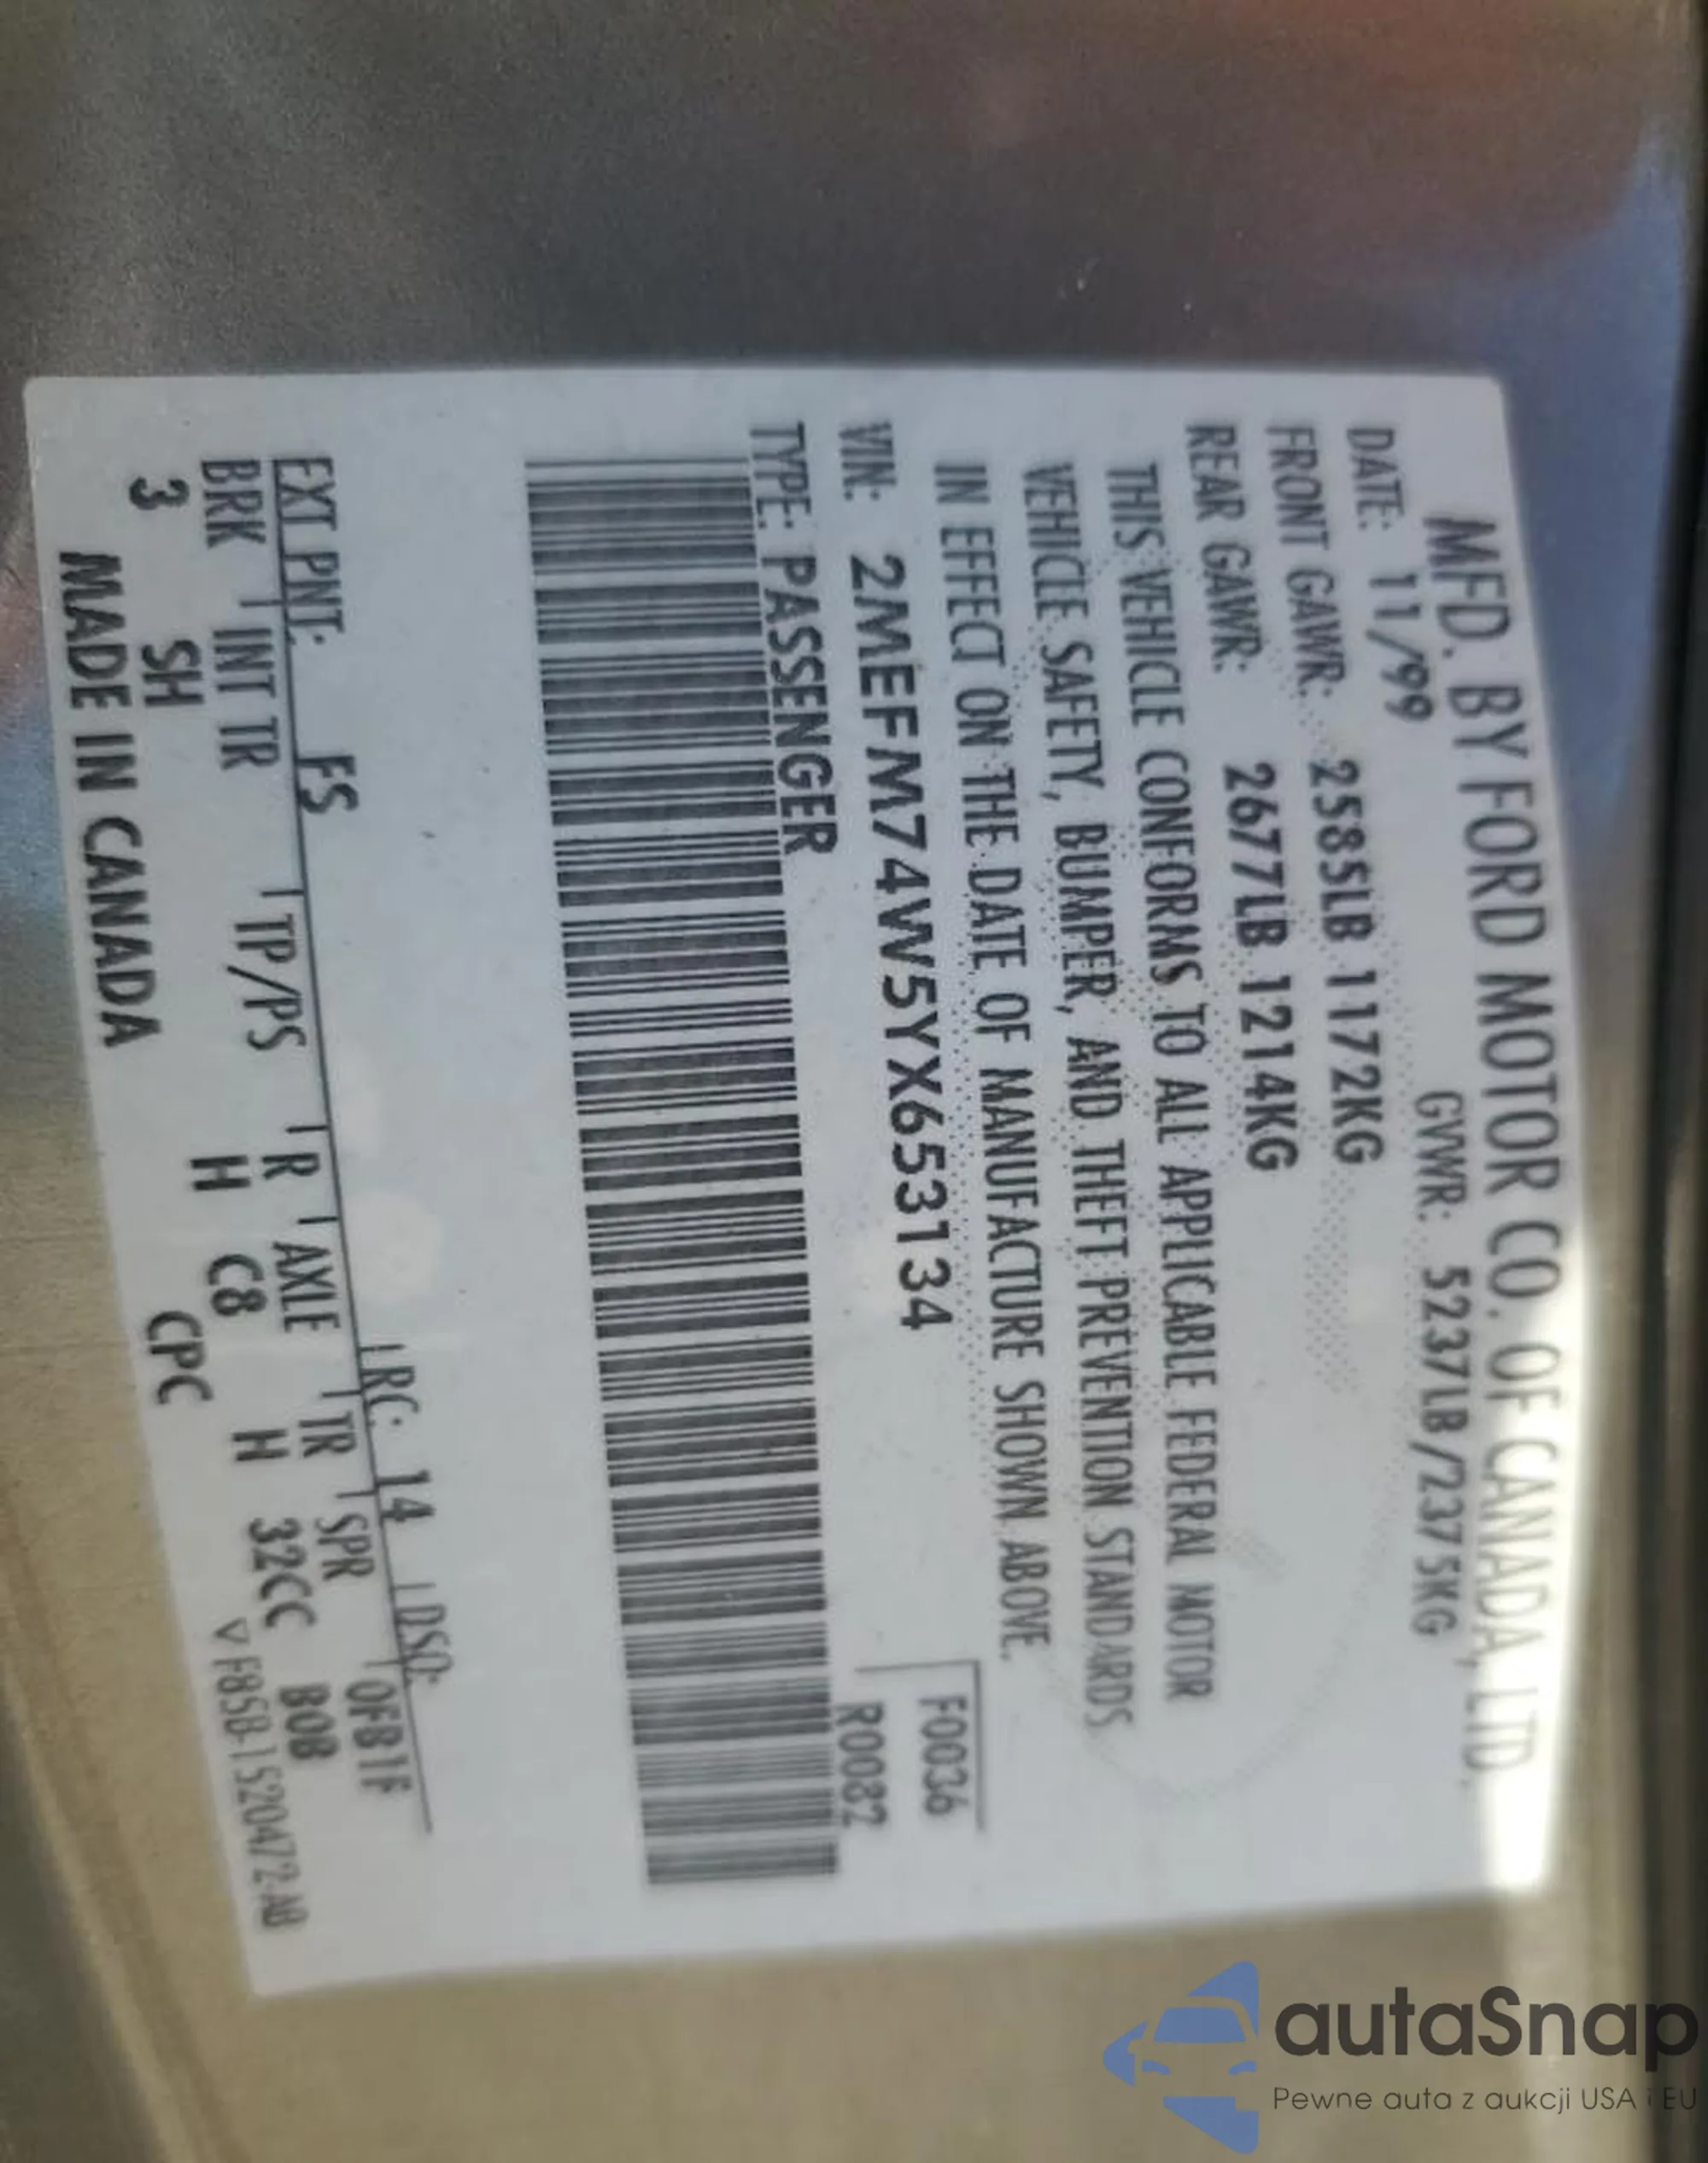 MFD. BY FORD MOTOR CO. OF CANADA, LTD.
DATE: 11/99 GVWR: 5237LB/2375KG
FRONT GAWR: 2585LB 1172KG
REAR GAWR: 2677LB 1214KG
THIS VEHICLE CONFORMS TO ALL APPLICABLE FEDERAL MOTOR
VEHICLE SAFETY, BUMPER, AND THEFT PREVENTION STANDARDS
IN EFFECT ON THE DATE OF MANUFACTURE SHOWN ABOVE.
VIN: 2MEFM74W5YX653134 F0036
TYPE: PASSENGER R0082
EXT PNT: FS RC: 14 DSO:
BRK INT TR TP/PS R AXLE TR SPR OFB1F
3 SH H C8 H 32CC B0B
MADE IN CANADA CPC
▽ F85B-1520472-AB
autaSnap
Pewne auta z aukcji USA i EU